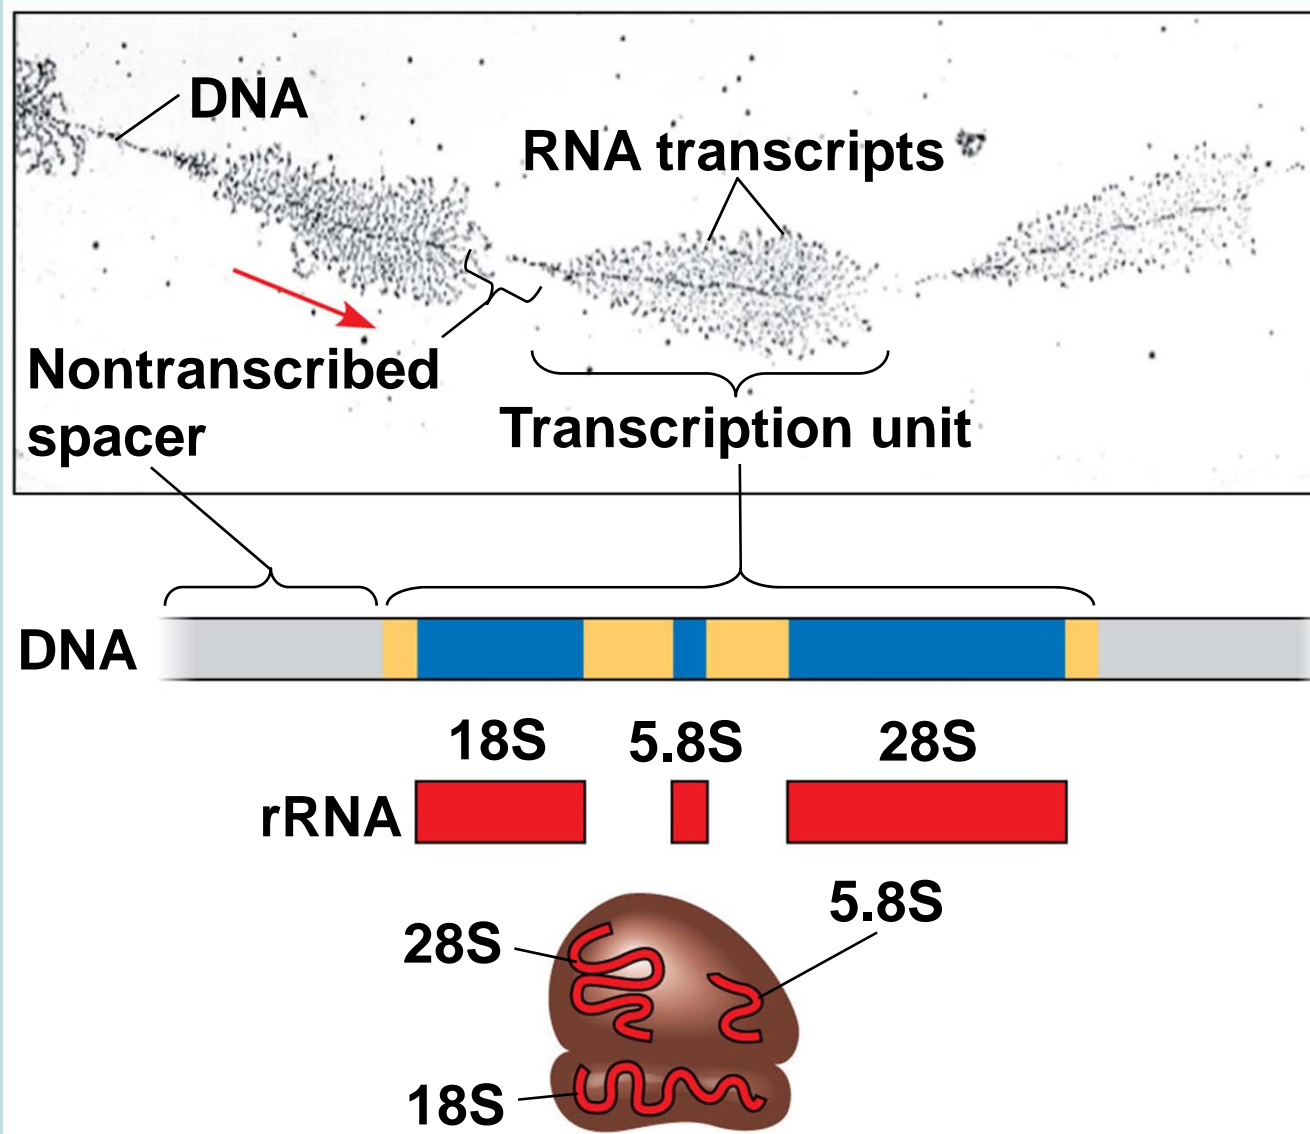 DNA
RNA transcripts
Nontranscribed
spacer
Transcription unit
DNA
18S
5.8S
28S
rRNA
5.8S
28S
18S